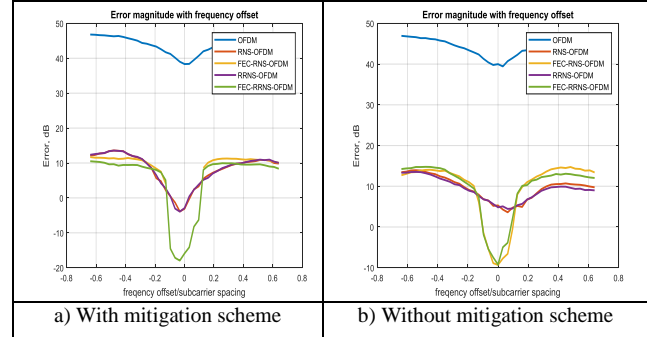 Error magnitude with frequency offset
50
40
30
20
10
0
-10
-20
Error, dB
-0.8 -0.6 -0.4 -0.2 0 0.2 0.4 0.6 0.8
freqency offset/subcarrier spacing
OFDM
RNS-OFDM
FEC-RNS-OFDM
RRNS-OFDM
FEC-RRNS-OFDM
a) With mitigation scheme
Error magnitude with frequency offset
50
40
30
20
10
0
-10
Error, dB
-0.8 -0.6 -0.4 -0.2 0 0.2 0.4 0.6 0.8
freqency offset/subcarrier spacing
OFDM
RNS-OFDM
FEC-RNS-OFDM
RRNS-OFDM
FEC-RRNS-OFDM
b) Without mitigation scheme